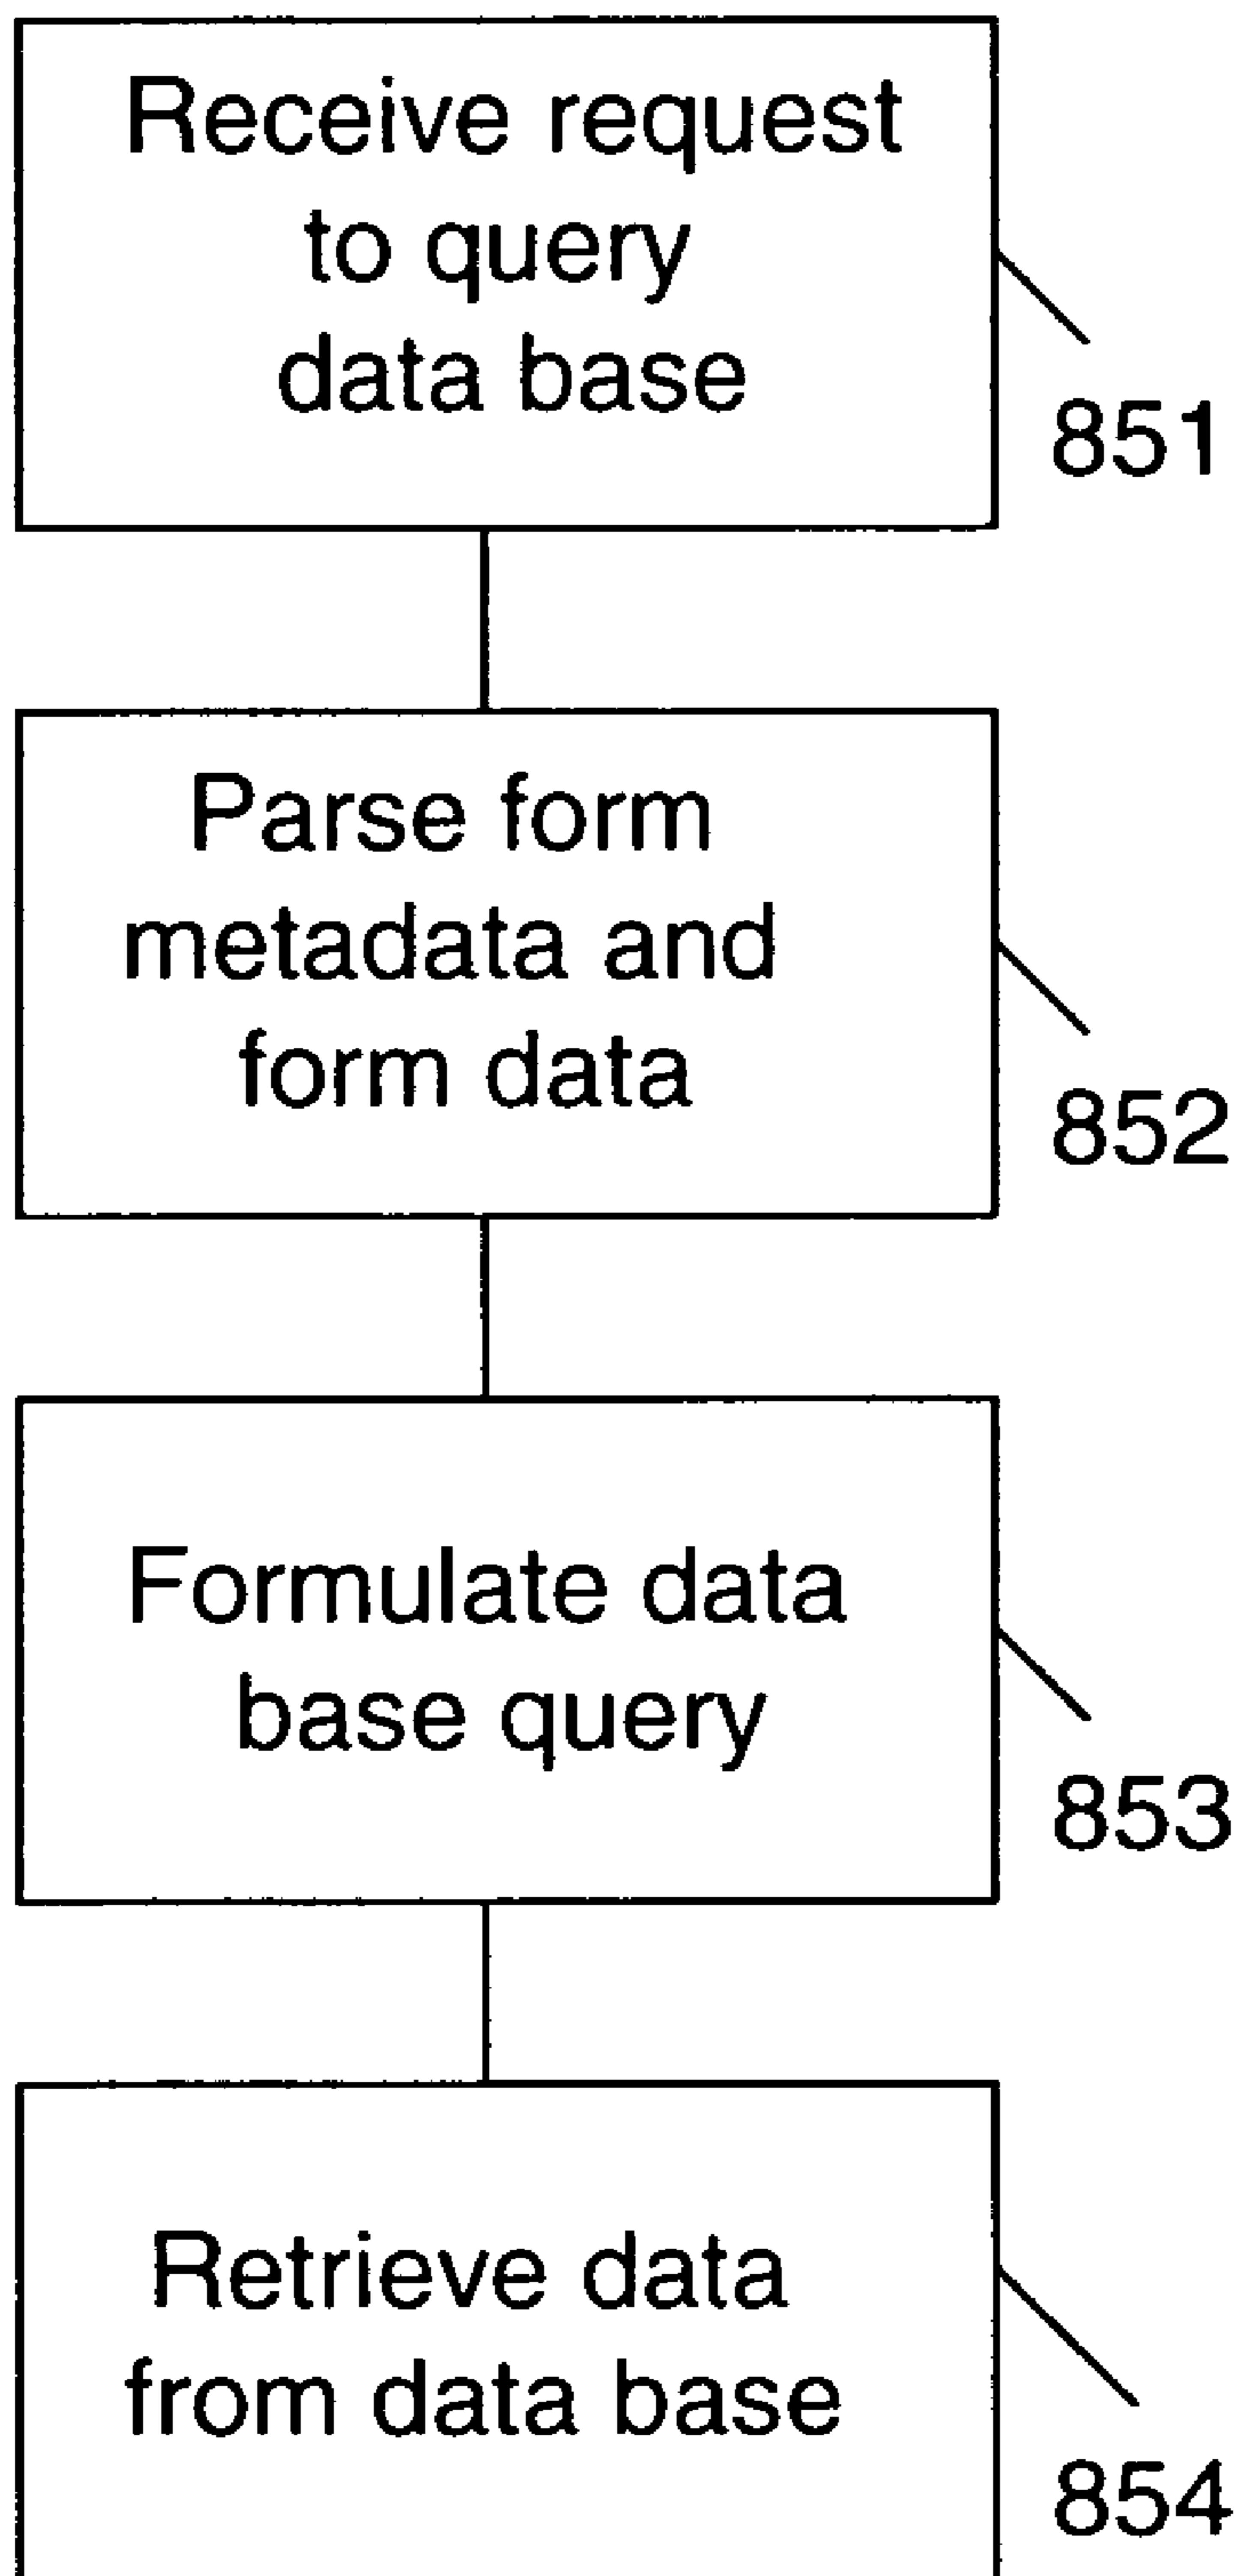 Receive request
to query
data base
851
Parse form
metadata and
form data
852
Formulate data
base query
853
Retrieve data
from data base
854